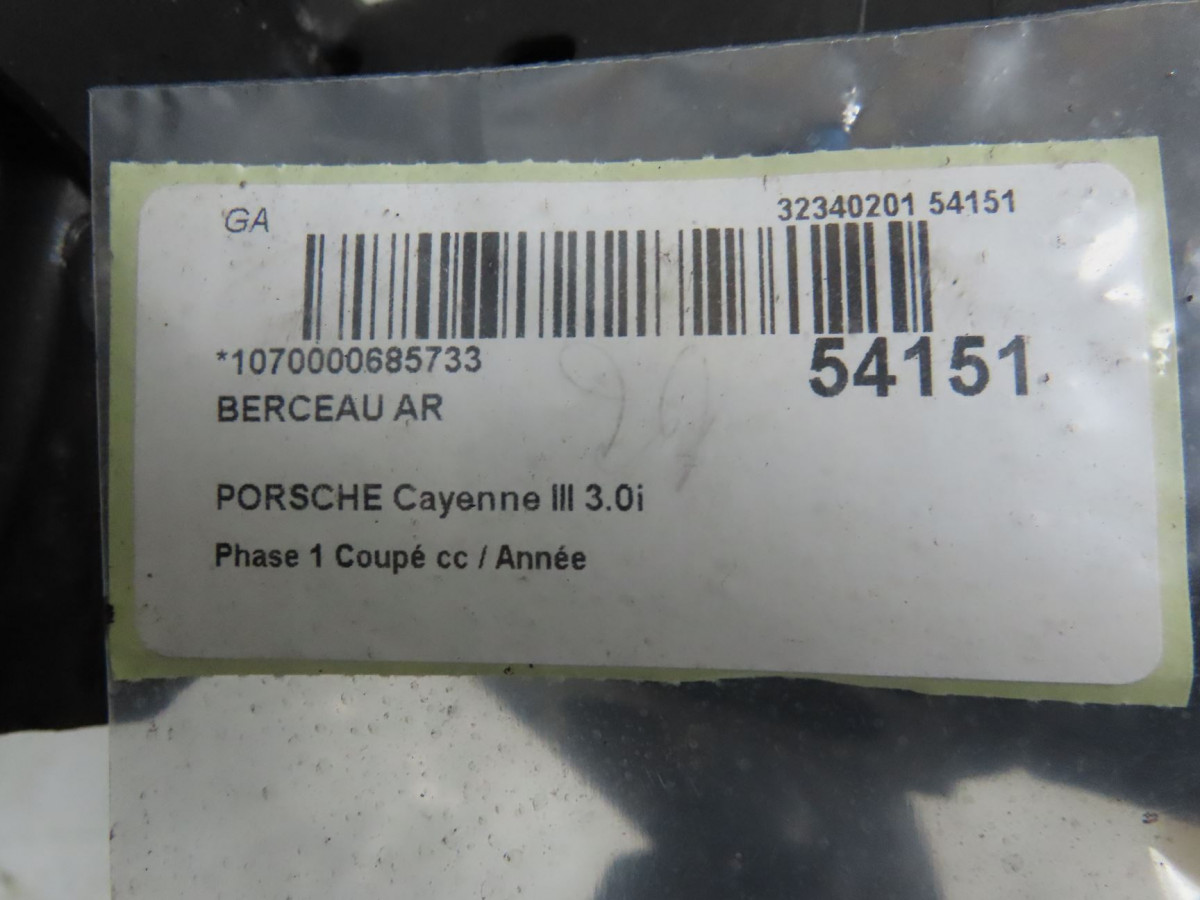 GA
32340201 54151
*1070000685733
54151
BERCEAU AR
PORSCHE Cayenne III 3.0i
Phase 1 Coupé cc / Année